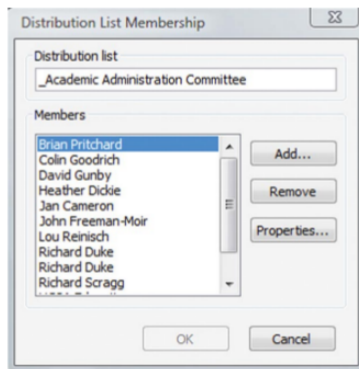 Distribution List Membership
Distribution list
_Academic Administration Committee
Members
Brian Pritchard
Colin Goodrich
David Gunby
Heather Dickie
Jan Cameron
John Freeman-Moir
Lou Reinisch
Richard Duke
Richard Duke
Richard Scragg
Add...
Remove
Properties...
OK
Cancel